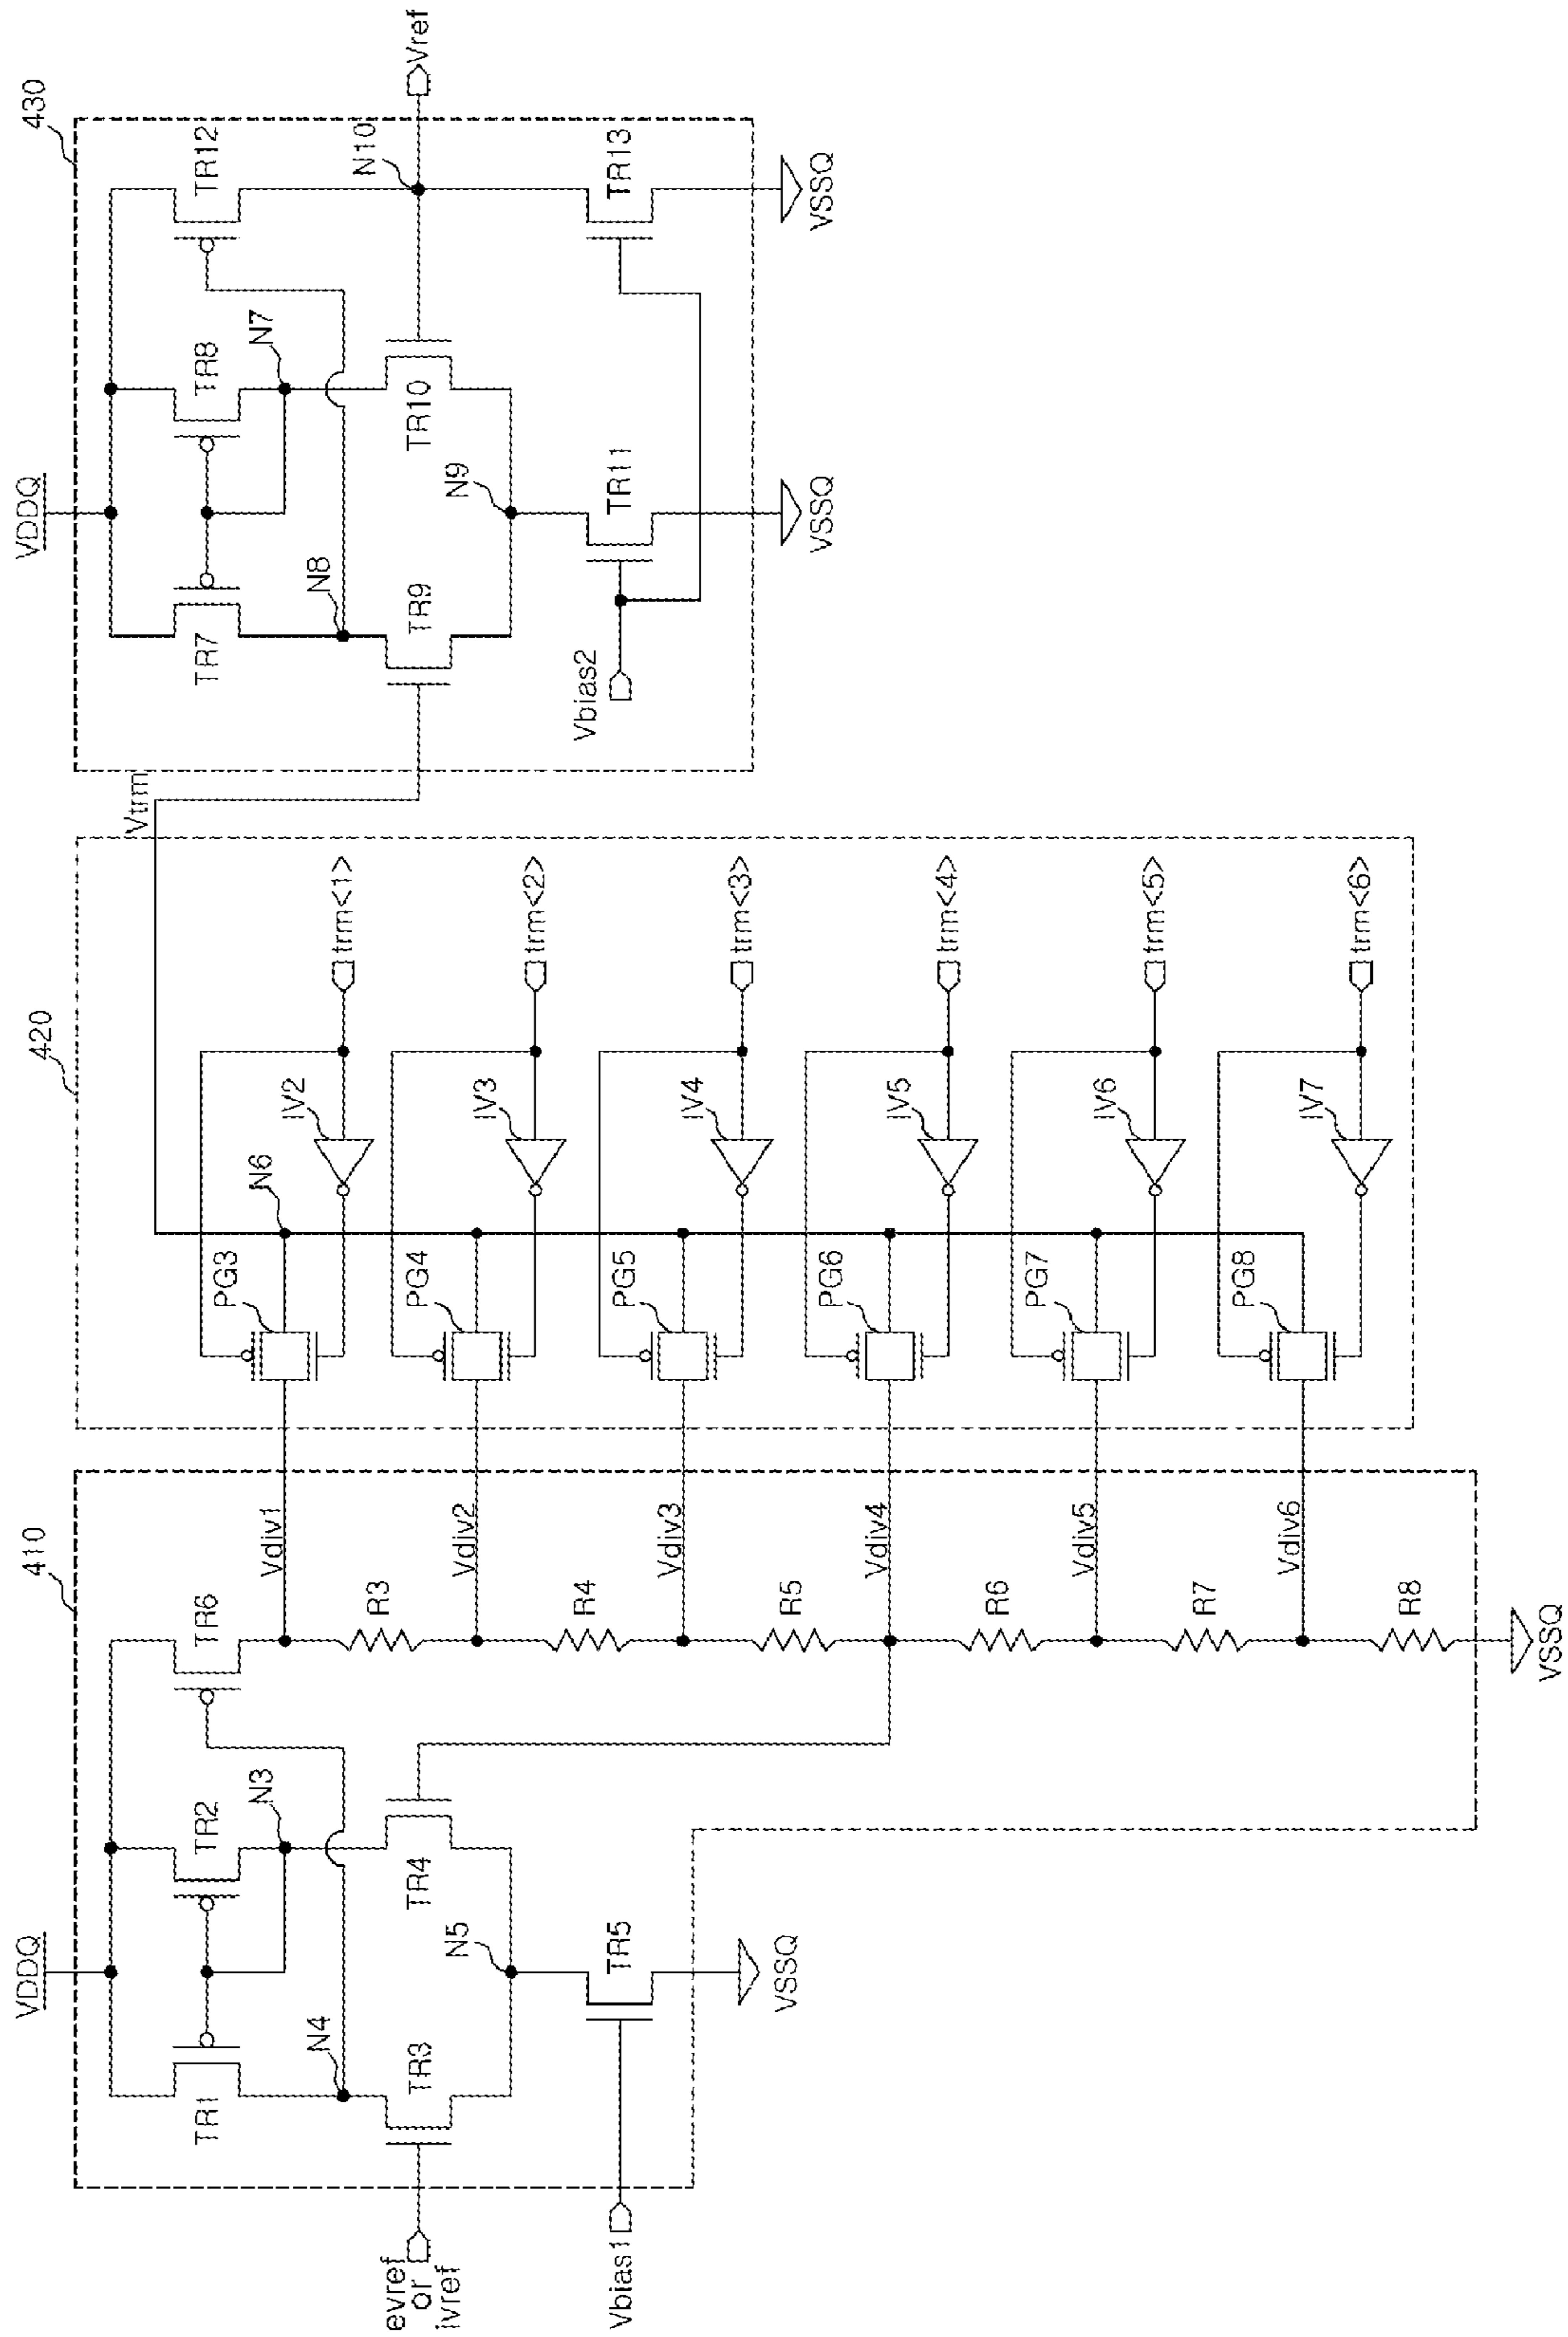 410
VDDQ
TR1
TR2
TR6
N3
N4
TR3
TR4
evref
or
ivref
N5
TR5
Vbias1
VSSQ
Vdiv1
R3
Vdiv2
R4
Vdiv3
R5
Vdiv4
R6
Vdiv5
R7
Vdiv6
R8
VSSQ
420
Vtrm
N6
PG3
IV2
trm<1>
PG4
IV3
trm<2>
PG5
IV4
trm<3>
PG6
IV5
trm<4>
PG7
IV6
trm<5>
PG8
IV7
trm<6>
430
VDDQ
TR7
TR8
TR12
N7
N8
N10
Vref
TR9
TR10
N9
TR11
TR13
Vbias2
VSSQ
VSSQ